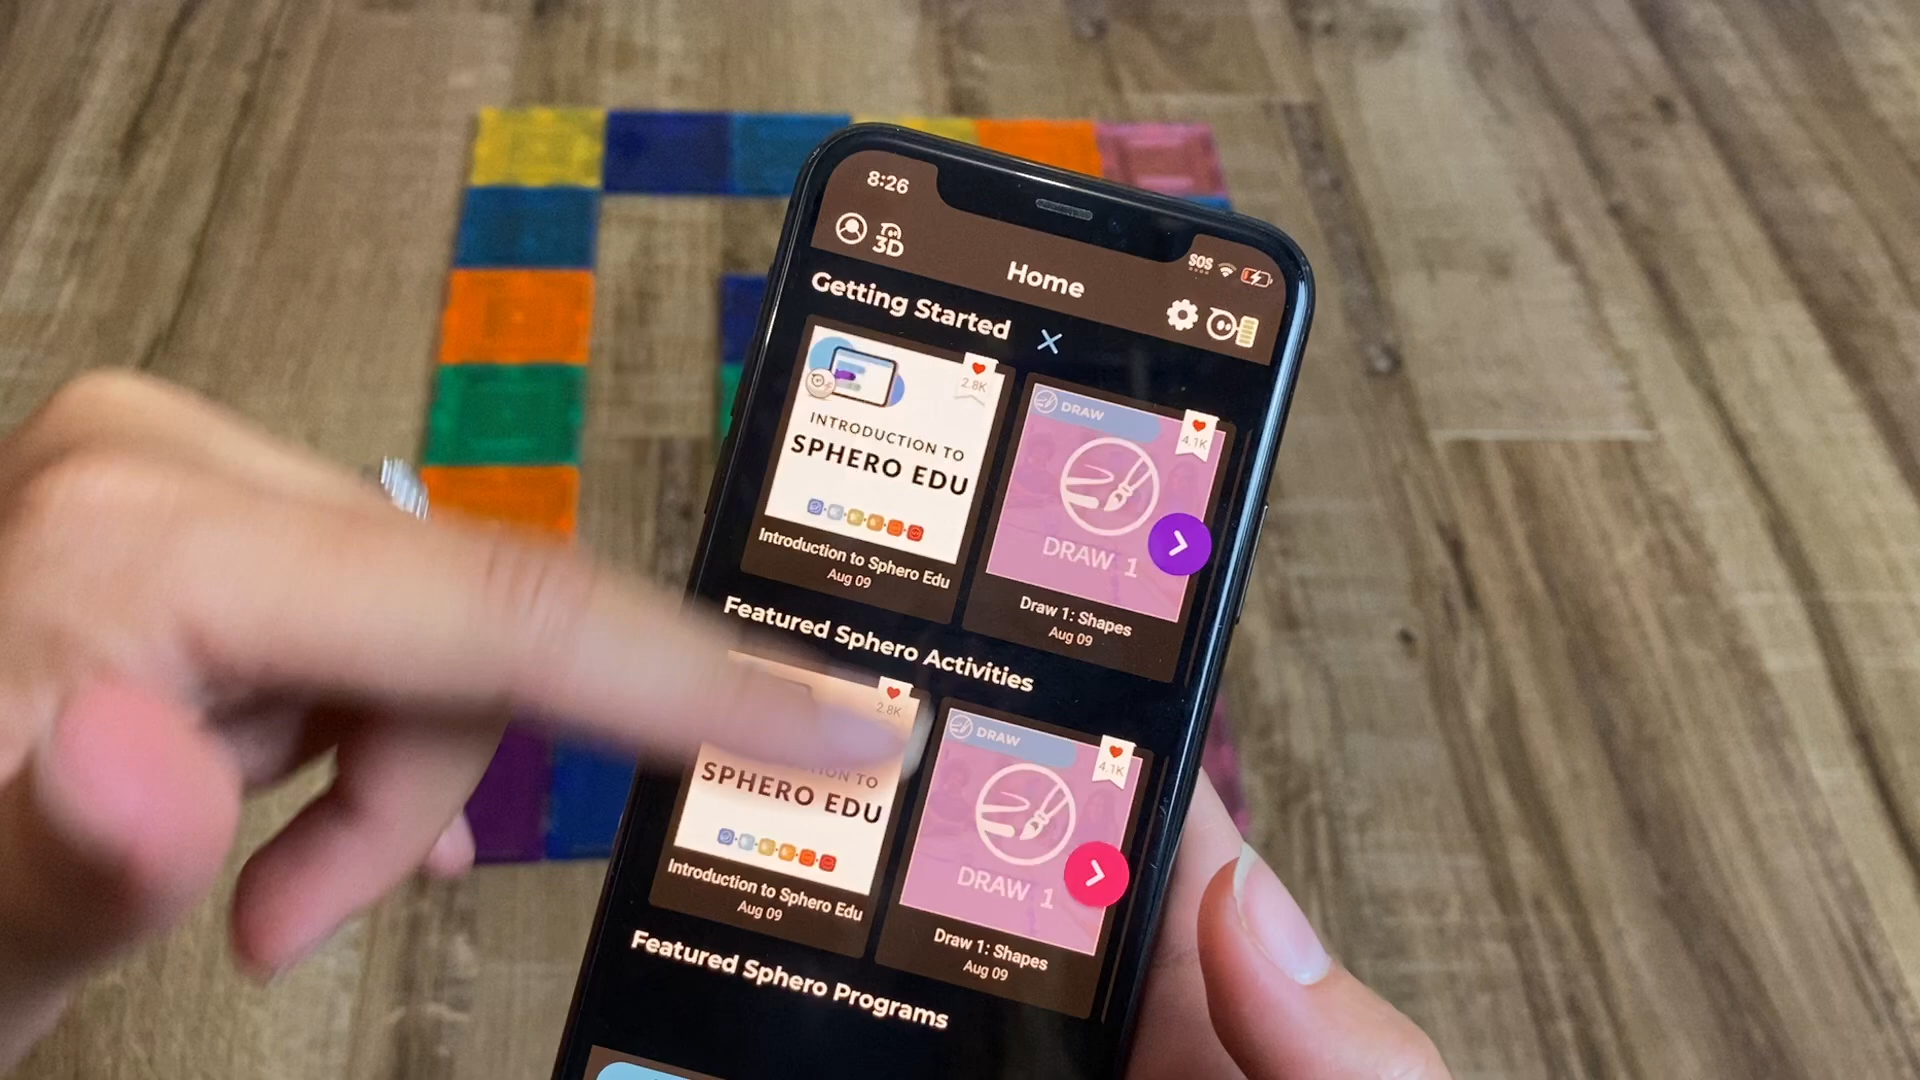 8:26
SOS
3D
Home
Getting Started
2.8K
INTRODUCTION TO
SPHERO EDU
Introduction to Sphero Edu
Aug 09
DRAW
4.1K
DRAW 1
Draw 1: Shapes
Aug 09
Featured Sphero Activities
2.8K
TO
SPHERO EDU
Introduction to Sphero Edu
Aug 09
DRAW
4.1K
DRAW 1
Draw 1: Shapes
Aug 09
Featured Sphero Programs